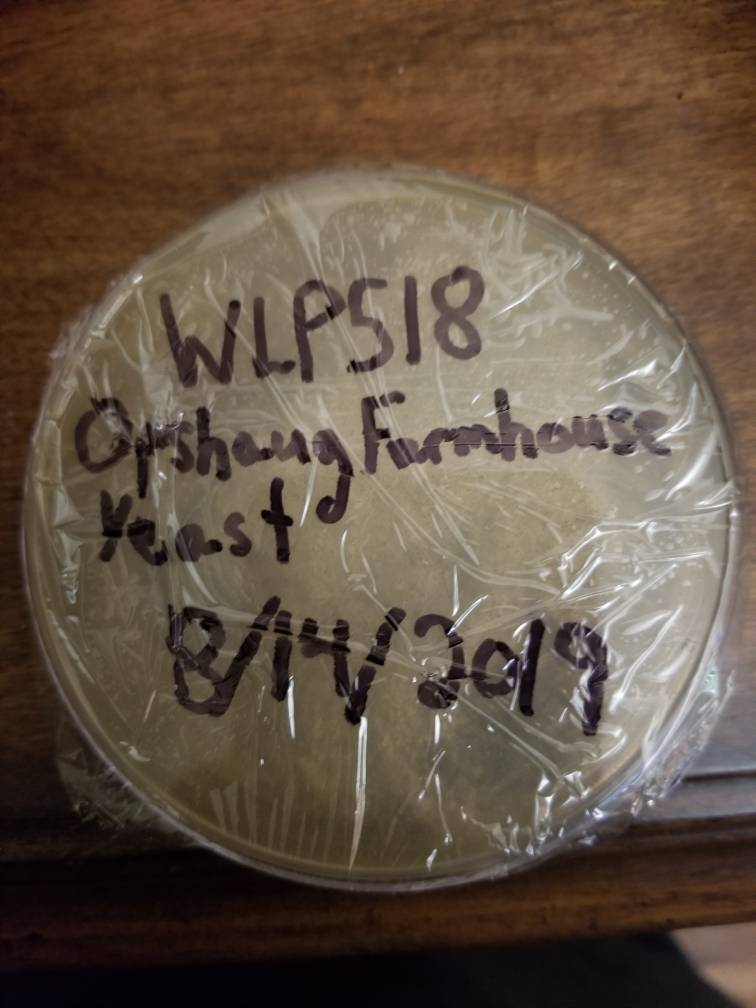 WLP518
Opshaug Farmhouse
Yeast
8/14/2019